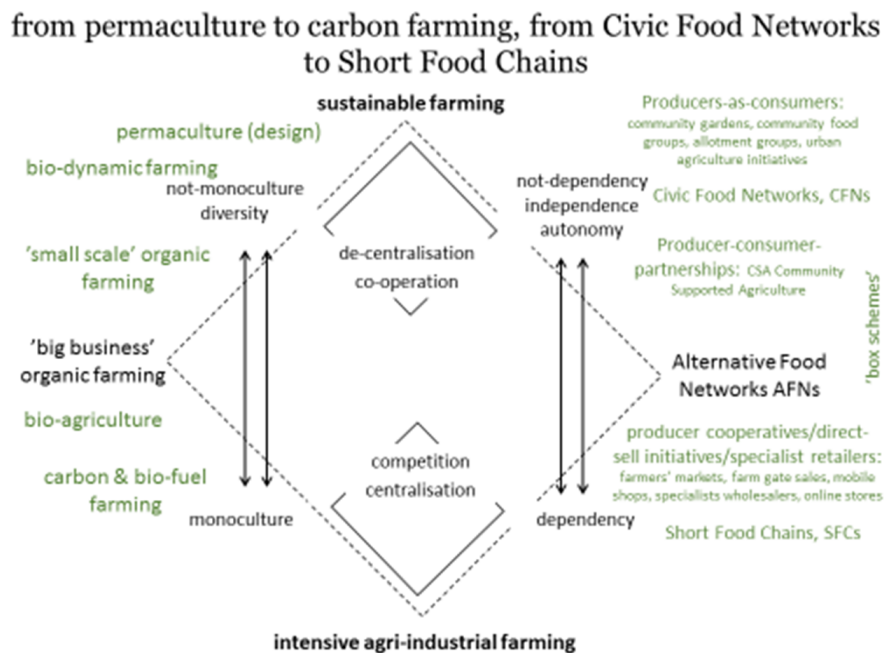 from permaculture to carbon farming, from Civic Food Networks
to Short Food Chains
sustainable farming
permaculture (design)
bio-dynamic farming
not-monoculture
diversity
'small scale' organic
farming
'big business'
organic farming
bio-agriculture
carbon & bio-fuel
farming
monoculture
de-centralisation
co-operation
competition
centralisation
not-dependency
independence
autonomy
dependency
Producers-as-consumers:
community gardens, community food
groups, allotment groups, urban
agriculture initiatives
Civic Food Networks, CFNs
Producer-consumer-
partnerships: CSA Community
Supported Agriculture
'box schemes'
Alternative Food
Networks AFNs
producer cooperatives/direct-
sell initiatives/specialist retailers:
farmers' markets, farm gate sales, mobile
shops, specialists wholesalers, online stores
Short Food Chains, SFCs
intensive agri-industrial farming